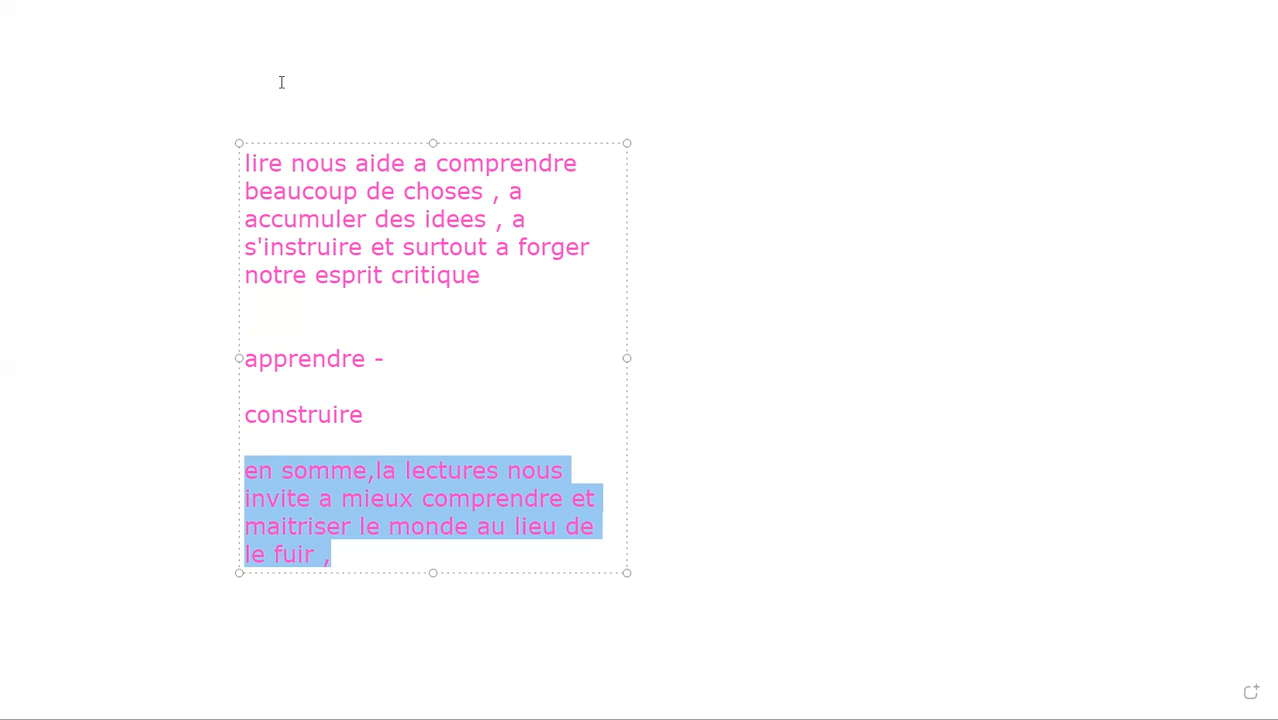 lire nous aide a comprendre
beaucoup de choses , a
accumuler des idees , a
s'instruire et surtout a forger
notre esprit critique
apprendre -
construire
en somme,la lectures nous
invite a mieux comprendre et
maitriser le monde au lieu de
le fuir ,